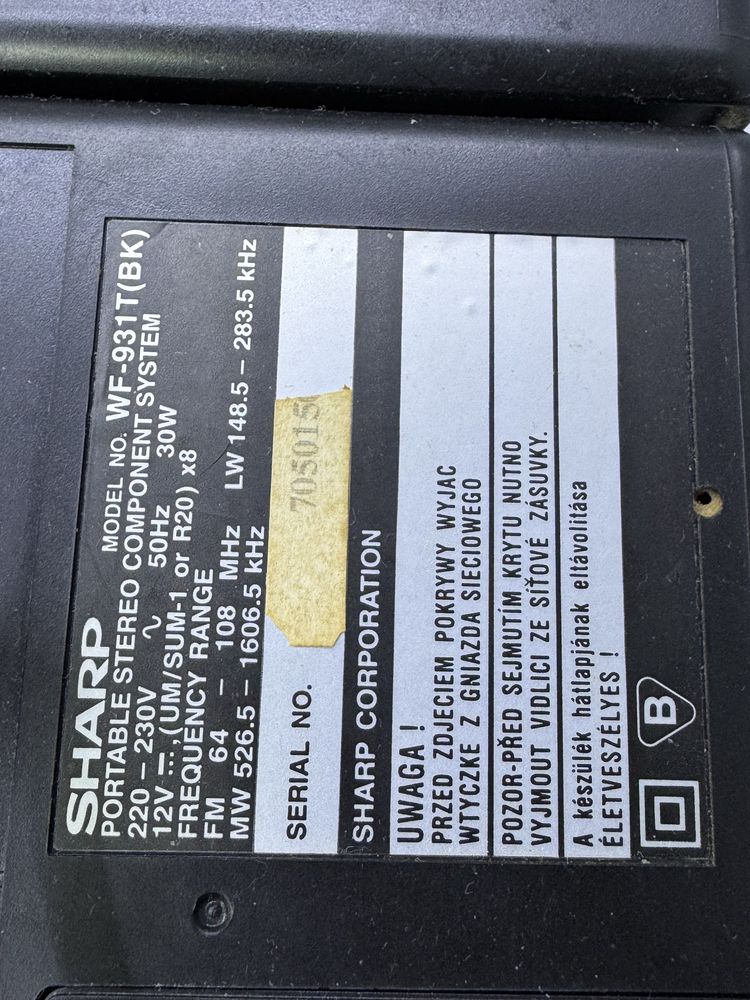 SHARP MODEL NO. WF-931T(BK)
PORTABLE STEREO COMPONENT SYSTEM
220 – 230V ∿ 50Hz 30W
12V ⎓,(UM/SUM-1 or R20) x8
FREQUENCY RANGE
FM 64 – 108 MHz LW 148.5 – 283.5 kHz
MW 526.5 – 1606.5 kHz
SERIAL NO. 705015
SHARP CORPORATION
UWAGA !
PRZED ZDJECIEM POKRYWY WYJAC
WTYCZKE Z GNIAZDA SIECIOWEGO
POZOR-PŘED SEJMUTÍM KRYTU NUTNO
VYJMOUT VIDLICI ZE SÍŤOVÉ ZÁSUVKY.
A készülék hátlapjának eltávolitása
ÉLETVESZÉLYES !
B